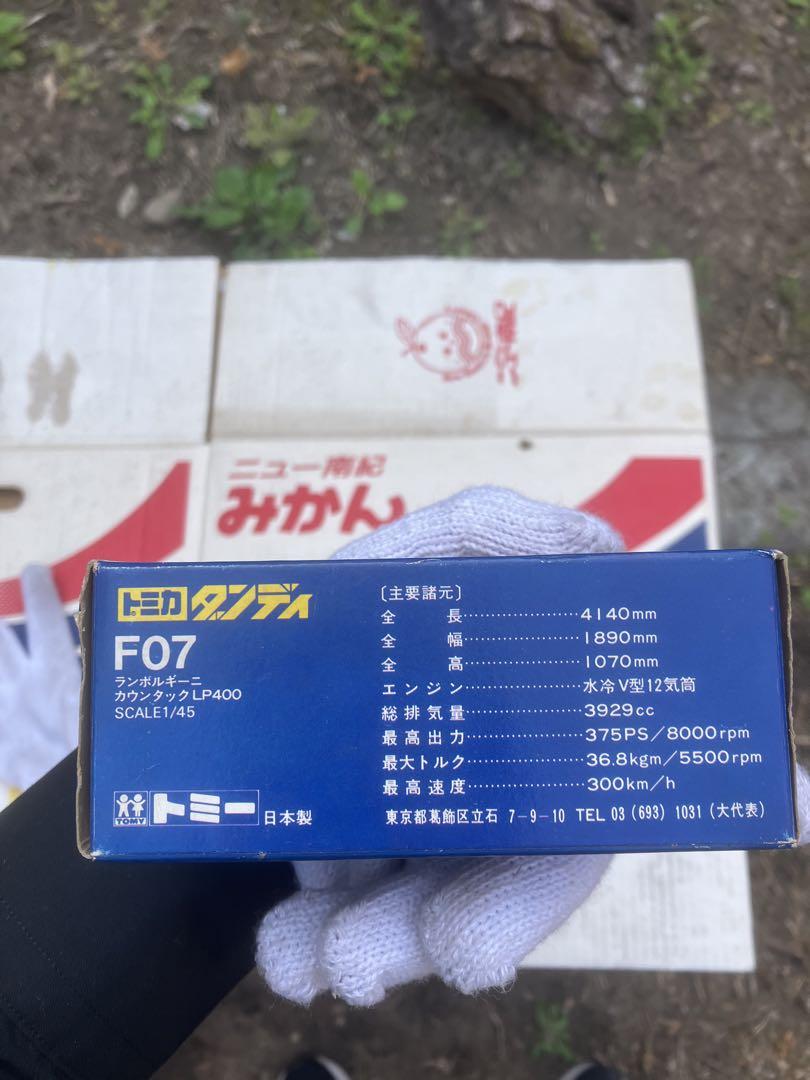 ニュー南紀
みかん
トミカ ダンディ
F07
ランボルギーニ
カウンタックLP400
SCALE1/45
TOMY
トミー 日本製
〔主要諸元〕
全長…………………4140mm
全幅…………………1890mm
全高…………………1070mm
エンジン…………………水冷V型12気筒
総排気量…………………3929cc
最高出力…………………375PS/8000rpm
最大トルク…………………36.8kgm/5500rpm
最高速度…………………300km/h
東京都葛飾区立石 7-9-10 TEL 03 (693) 1031 (大代表)